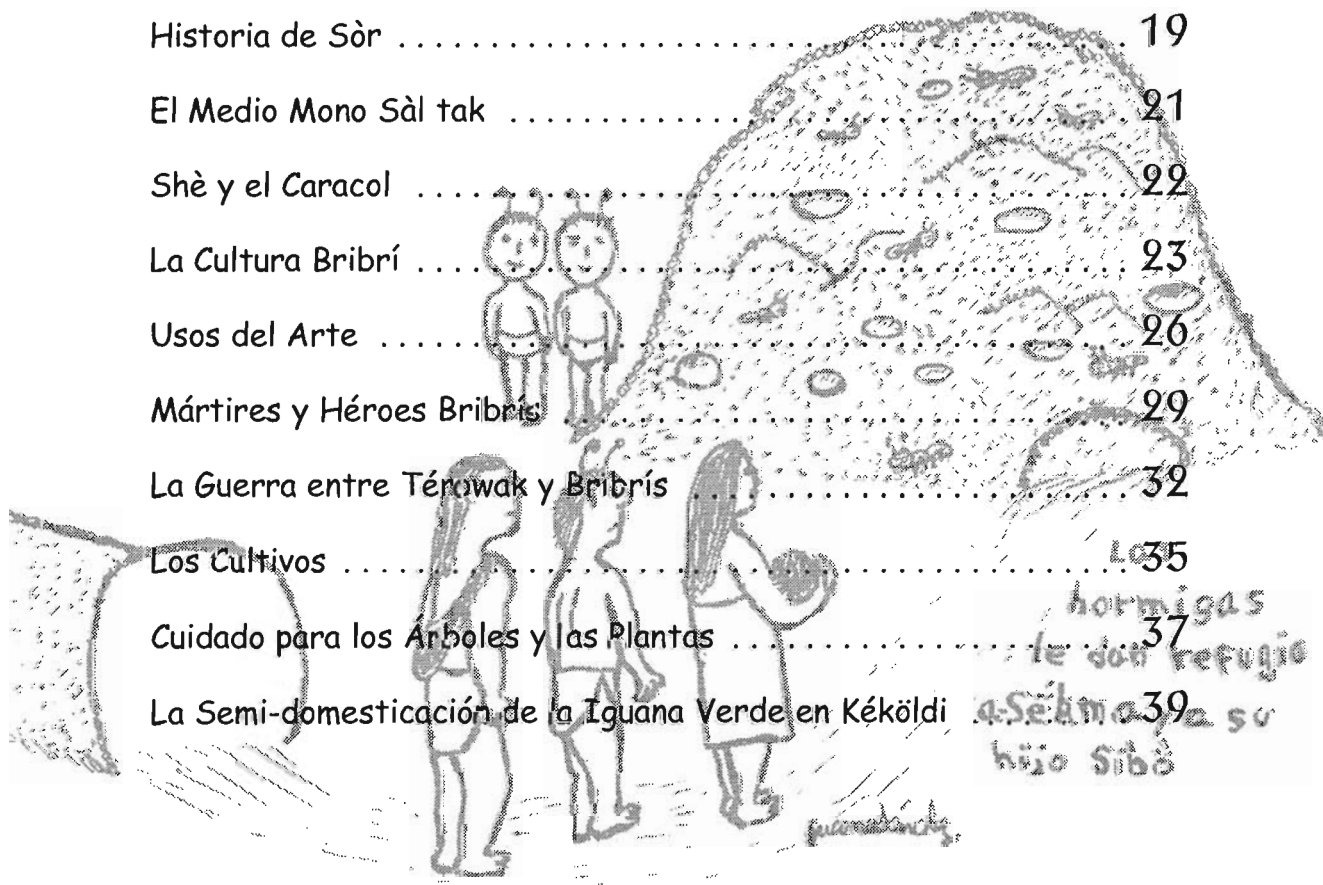 Historia de Sòr . . . . . . . . . . . . . . . . . . . . . . . . . . . . . . . . . . . . . . . . 19
El Medio Mono Sàl tak . . . . . . . . . . . . . . . . . . . . . . . . . . . . . . . . . . 21
Shè y el Caracol . . . . . . . . . . . . . . . . . . . . . . . . . . . . . . . . . . . . . . . 22
La Cultura Bribrí . . . . . . . . . . . . . . . . . . . . . . . . . . . . . . . . . . . . . . . 23
Usos del Arte . . . . . . . . . . . . . . . . . . . . . . . . . . . . . . . . . . . . . . . . . 26
Mártires y Héroes Bribrís . . . . . . . . . . . . . . . . . . . . . . . . . . . . . . . 29
La Guerra entre Térowak y Bribrís . . . . . . . . . . . . . . . . . . . . . . . . . 32
Los Cultivos . . . . . . . . . . . . . . . . . . . . . . . . . . . . . . . . . . . . . . . . . . . 35
Cuidado para los Árboles y las Plantas . . . . . . . . . . . . . . . . . . . . . . 37
La Semi-domesticación de la Iguana Verde en Kéköldi . . . . . . . . . 39
hormigas
le dan refugio
a su
hijo Sibö